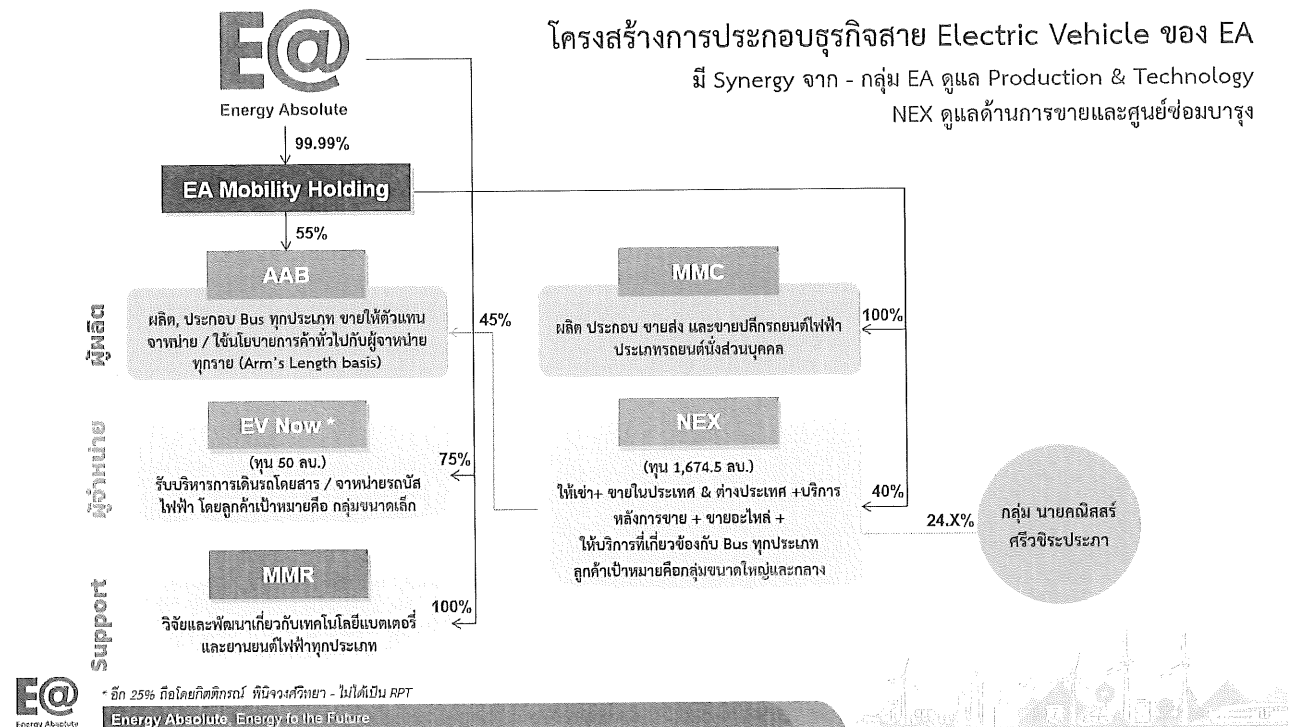 E@
Energy Absolute
โครงสร้างการประกอบธุรกิจสาย Electric Vehicle ของ EA
มี Synergy จาก - กลุ่ม EA ดูแล Production & Technology
NEX ดูแลด้านการขายและศูนย์ซ่อมบารุง
99.99%
EA Mobility Holding
55%
ผู้ผลิต
AAB
ผลิต, ประกอบ Bus ทุกประเภท ขายให้ตัวแทน
จำหน่าย / ใช้นโยบายการค้าทั่วไปกับผู้จำหน่าย
ทุกราย (Arm's Length basis)
45%
MMC
ผลิต ประกอบ ขายส่ง และขายปลีกรถยนต์ไฟฟ้า
ประเภทรถยนต์นั่งส่วนบุคคล
100%
ผู้จำหน่าย
EV Now *
(ทุน 50 ลบ.)
รับบริหารการเดินรถโดยสาร / จำหน่ายรถบัส
ไฟฟ้า โดยลูกค้าเป้าหมายคือ กลุ่มขนาดเล็ก
75%
NEX
(ทุน 1,674.5 ลบ.)
ให้เช่า+ ขายในประเทศ & ต่างประเทศ +บริการ
หลังการขาย + ขายอะไหล่ +
ให้บริการที่เกี่ยวข้องกับ Bus ทุกประเภท
ลูกค้าเป้าหมายคือกลุ่มขนาดใหญ่และกลาง
40%
24.X%
กลุ่ม นายคณิสสร์
ศรีวชิระประภา
Support
MMR
วิจัยและพัฒนาเกี่ยวกับเทคโนโลยีแบตเตอรี่
และยานยนต์ไฟฟ้าทุกประเภท
100%
* อีก 25% ถือโดยกิตติกรณ์ พินิจวงศ์วิทยา - ไม่ได้เป็น RPT
E@
Energy Absolute
Energy Absolute, Energy fo the Future